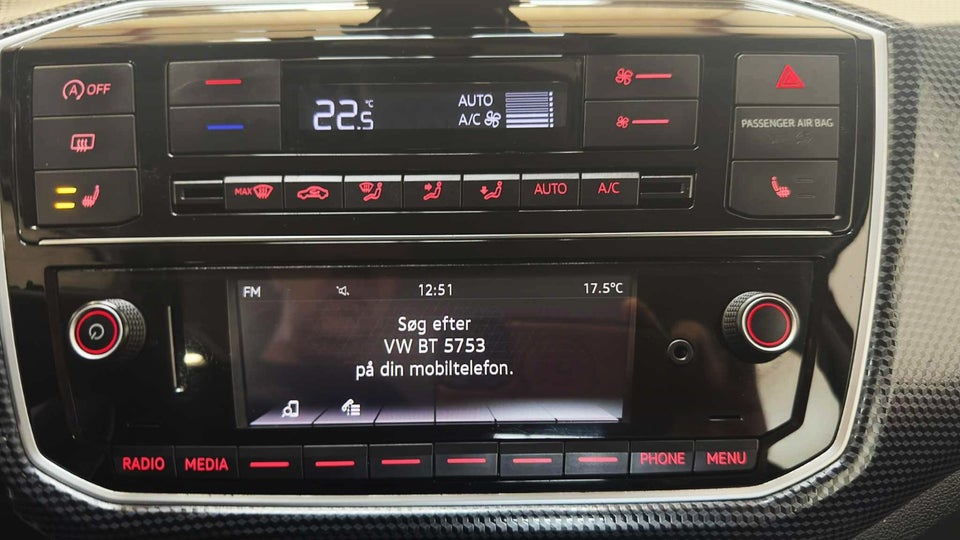 OFF
22.5 °C
AUTO
A/C
PASSENGER AIR BAG
MAX
AUTO
A/C
FM
12:51
17.5°C
Søg efter
VW BT 5753
på din mobiltelefon.
RADIO
MEDIA
PHONE
MENU